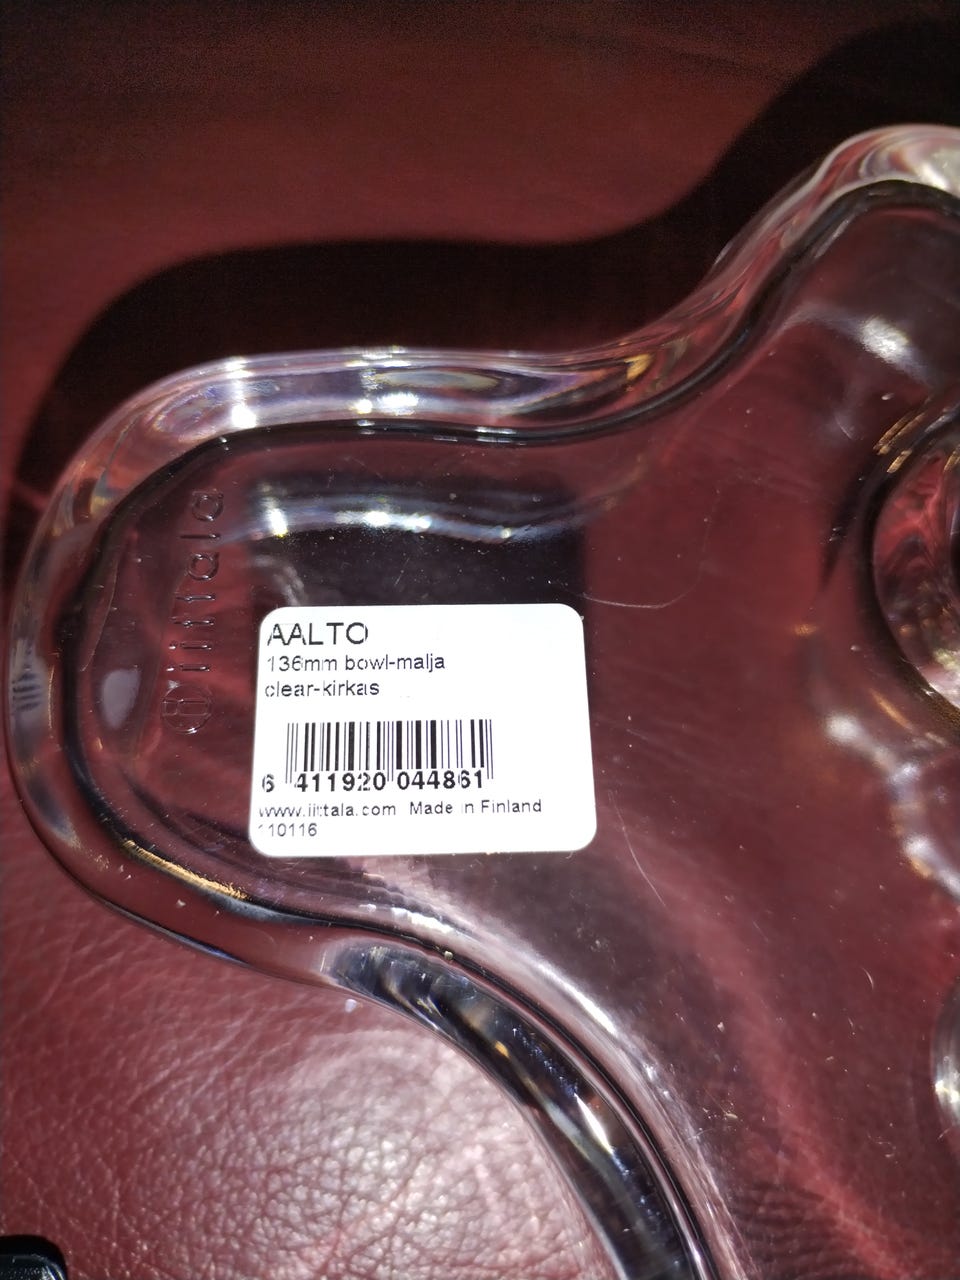 iittala
AALTO
136mm bowl-malja
clear-kirkas
6 411920 044861
www.iittala.com Made in Finland
110116